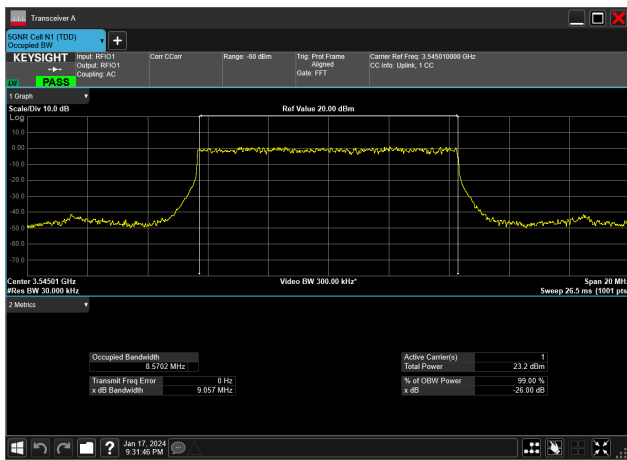 Transceiver A
5GNR Cell N1 (TDD)
Occupied BW
KEYSIGHT
LXI
PASS
Input: RFIO1
Output: RFIO1
Coupling: AC
Corr CCorr
Range: -60 dBm
Trig: Prot Frame
Aligned
Gate: FFT
Carrier Ref Freq: 3.545010000 GHz
CC Info: Uplink, 1 CC
1 Graph
Scale/Div 10.0 dB
Ref Value 20.00 dBm
Log
10.0
0.00
-10.0
-20.0
-30.0
-40.0
-50.0
-60.0
-70.0
Center 3.54501 GHz
Video BW 300.00 kHz*
Span 20 MHz
#Res BW 30.000 kHz
Sweep 26.5 ms (1001 pts
2 Metrics
Occupied Bandwidth
8.5702 MHz
Transmit Freq Error 0 Hz
x dB Bandwidth 9.057 MHz
Active Carrier(s) 1
Total Power 23.2 dBm
% of OBW Power 99.00 %
x dB -26.00 dB
Jan 17, 2024
9:31:46 PM